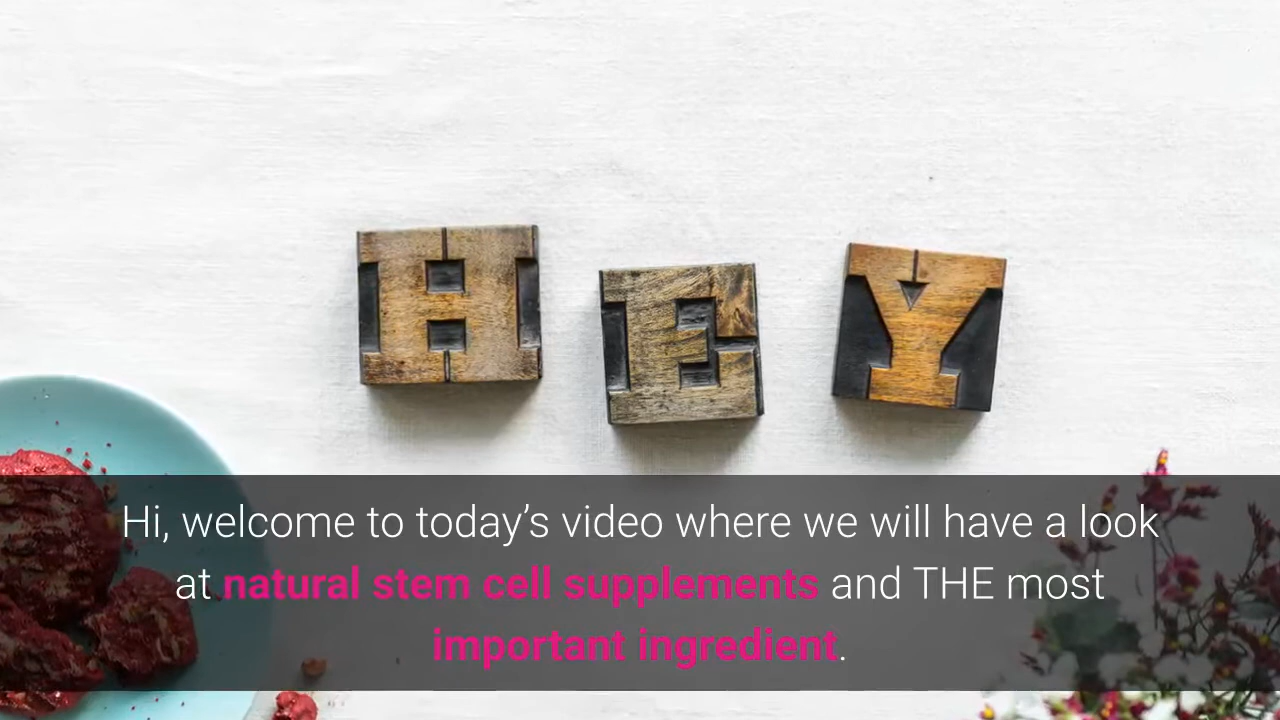 HEY
Hi, welcome to today’s video where we will have a look
at natural stem cell supplements and THE most
important ingredient.